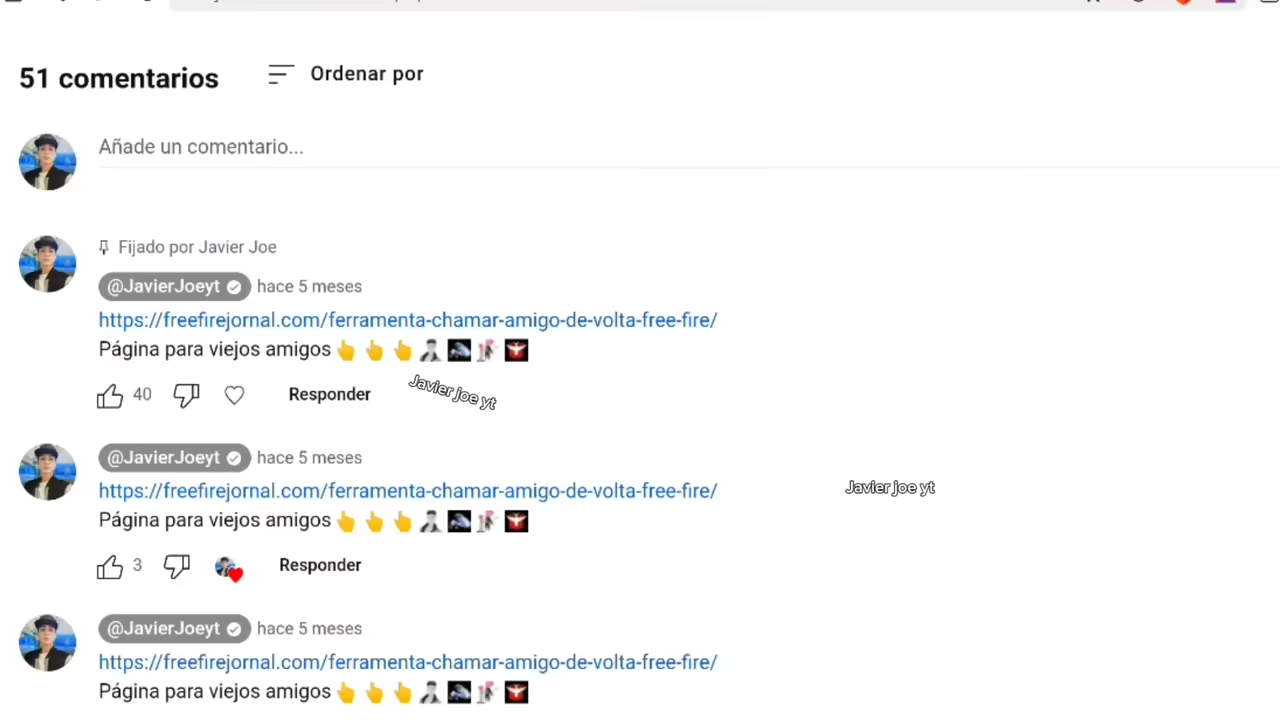 51 comentarios
Ordenar por
Añade un comentario...
Fijado por Javier Joe
@JavierJoeyt hace 5 meses
https://freefirejornal.com/ferramenta-chamar-amigo-de-volta-free-fire/
Página para viejos amigos 👆 👆 👆
40 Responder
Javier joe yt
@JavierJoeyt hace 5 meses
https://freefirejornal.com/ferramenta-chamar-amigo-de-volta-free-fire/
Javier joe yt
Página para viejos amigos 👆 👆 👆
3 Responder
@JavierJoeyt hace 5 meses
https://freefirejornal.com/ferramenta-chamar-amigo-de-volta-free-fire/
Página para viejos amigos 👆 👆 👆